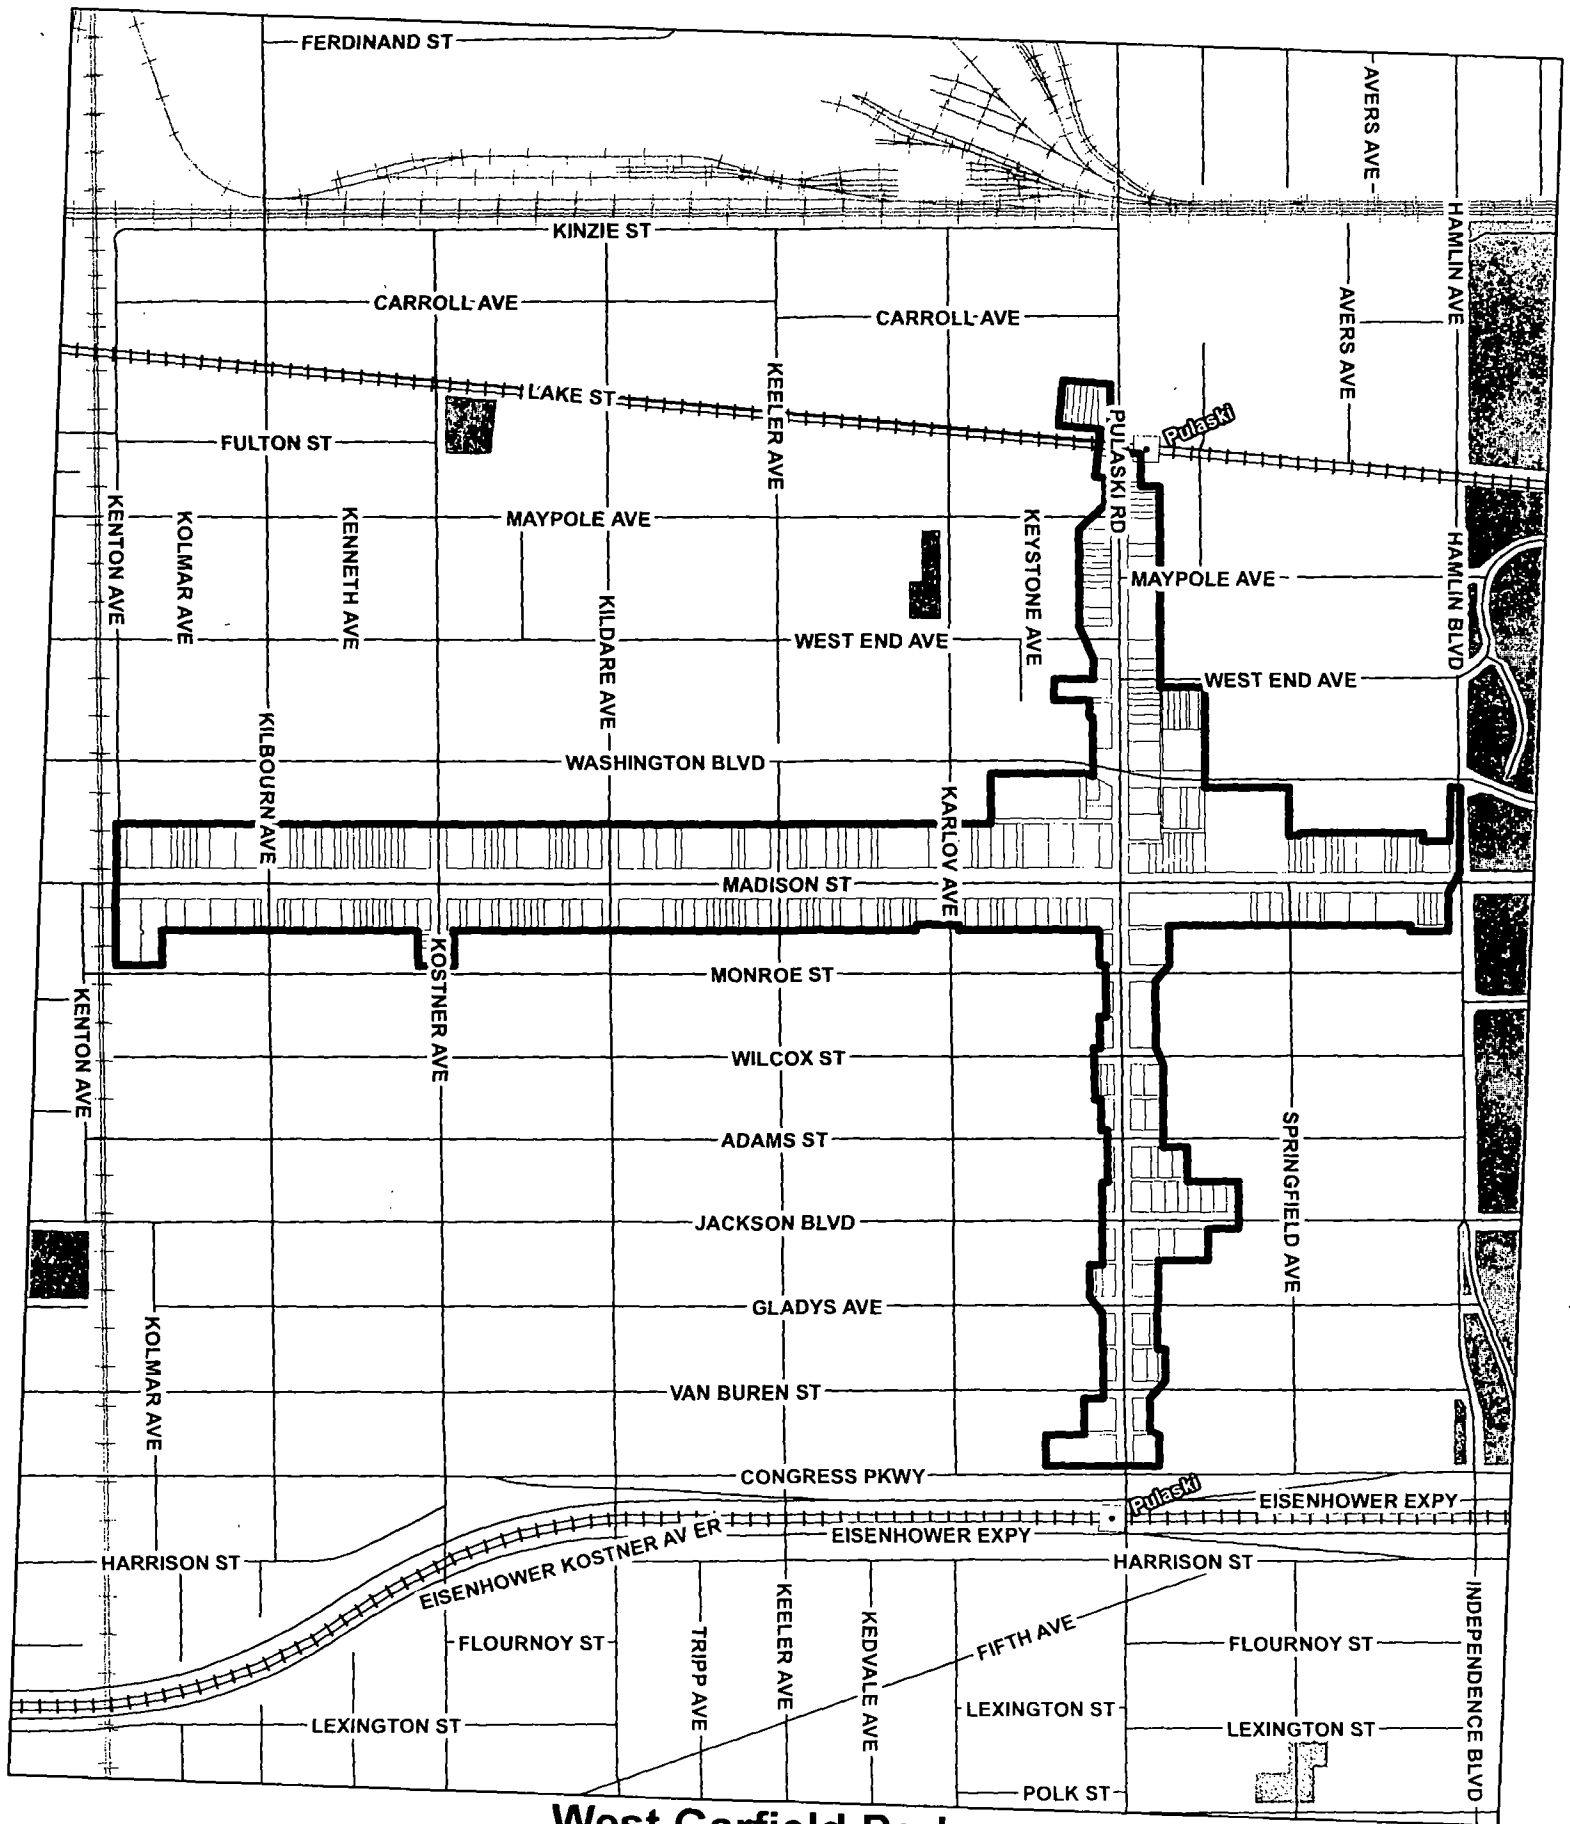 FERDINAND ST
AVERS AVE
HAMLIN AVE
KINZIE ST
CARROLL AVE
CARROLL AVE
AVERS AVE
LAKE ST
KEELER AVE
PULASKI RD
Pulaski
FULTON ST
KENTON AVE
KOLMAR AVE
KENNETH AVE
MAYPOLE AVE
KEYSTONE AVE
HAMLIN BLVD
MAYPOLE AVE
KILDARE AVE
WEST END AVE
WEST END AVE
KILBOURN AVE
WASHINGTON BLVD
KARLOV AVE
MADISON ST
KOSTNER AVE
MONROE ST
KENTON AVE
WILCOX ST
ADAMS ST
SPRINGFIELD AVE
JACKSON BLVD
GLADYS AVE
KOLMAR AVE
VAN BUREN ST
CONGRESS PKWY
Pulaski
EISENHOWER EXPY
EISENHOWER EXPY
EISENHOWER KOSTNER AV ER
HARRISON ST
HARRISON ST
INDEPENDENCE BLVD
KEELER AVE
KEDVALE AVE
TRIPP AVE
FIFTH AVE
FLOURNOY ST
FLOURNOY ST
LEXINGTON ST
LEXINGTON ST
LEXINGTON ST
POLK ST